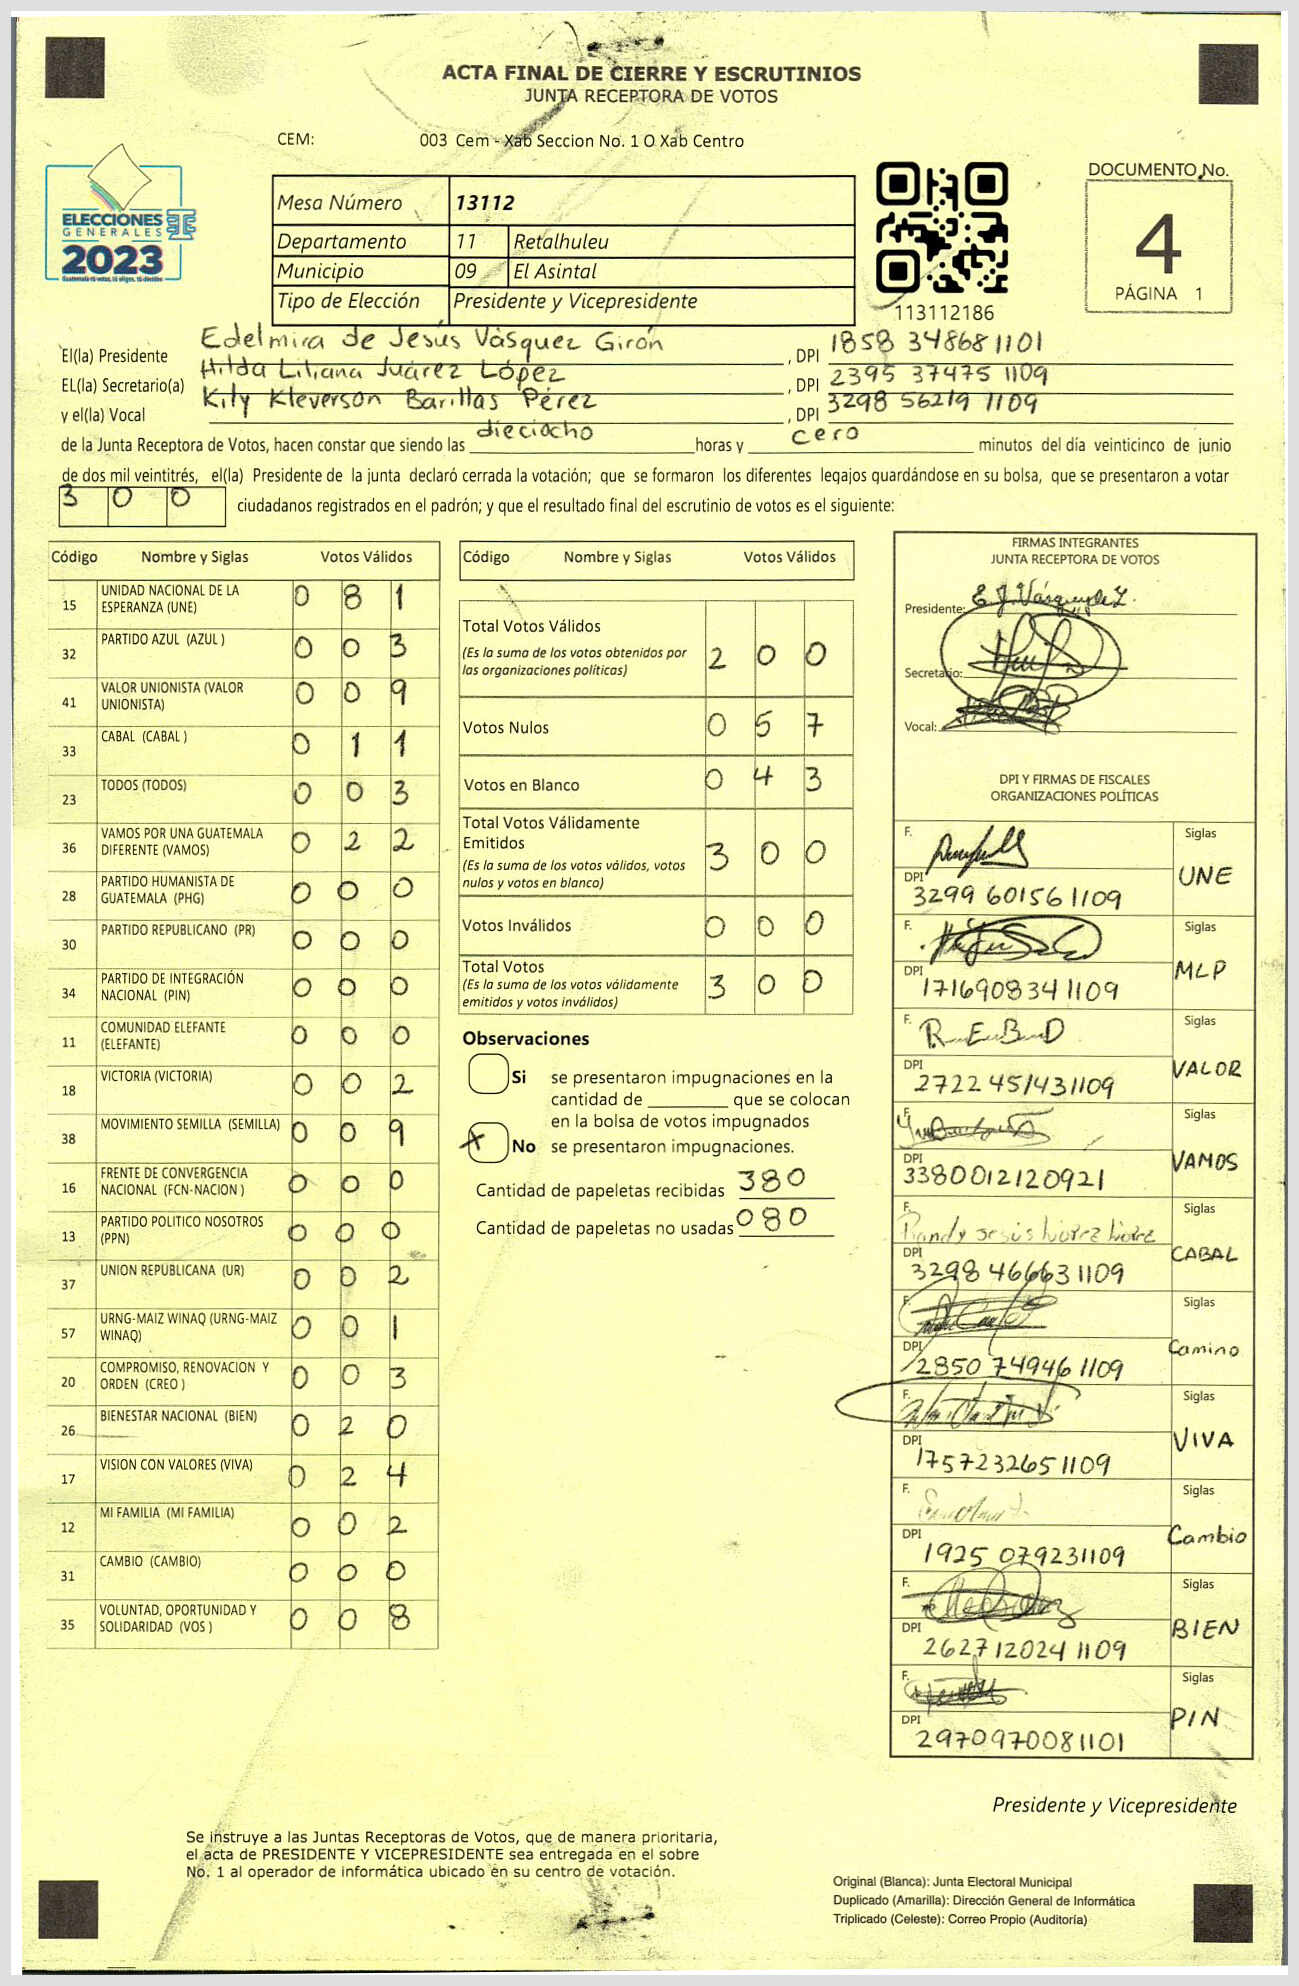 ACTA FINAL DE CIERRE Y ESCRUTINIOS
JUNTA RECEPTORA DE VOTOS
CEM: 003 Cem - Xab Seccion No. 1 O Xab Centro
ELECCIONES
GENERALES
2023
Mesa Número 13112
Departamento 11 Retalhuleu
Municipio 09 El Asintal
Tipo de Elección Presidente y Vicepresidente
113112186
DOCUMENTO No.
4
PÁGINA 1
El(la) Presidente Edelmira de Jesús Vásquez Girón, DPI 1858 34868 1101
EL(la) Secretario(a) Hilda Liliana Juárez López, DPI 2395 37475 1109
y el(la) Vocal Kily Kleverson Barillas Pérez, DPI 3298 56219 1109
de la Junta Receptora de Votos, hacen constar que siendo las dieciocho horas y cero minutos del día veinticinco de junio
de dos mil veintitrés, el(la) Presidente de la junta declaró cerrada la votación; que se formaron los diferentes legajos guardándose en su bolsa, que se presentaron a votar
300 ciudadanos registrados en el padrón; y que el resultado final del escrutinio de votos es el siguiente:
Código Nombre y Siglas Votos Válidos
15 UNIDAD NACIONAL DE LA ESPERANZA (UNE) 0 8 1
32 PARTIDO AZUL (AZUL ) 0 0 3
41 VALOR UNIONISTA (VALOR UNIONISTA) 0 0 9
33 CABAL (CABAL ) 0 1 1
23 TODOS (TODOS) 0 0 3
36 VAMOS POR UNA GUATEMALA DIFERENTE (VAMOS) 0 2 2
28 PARTIDO HUMANISTA DE GUATEMALA (PHG) 0 0 0
30 PARTIDO REPUBLICANO (PR) 0 0 0
34 PARTIDO DE INTEGRACIÓN NACIONAL (PIN) 0 0 0
11 COMUNIDAD ELEFANTE (ELEFANTE) 0 0 0
18 VICTORIA (VICTORIA) 0 0 2
38 MOVIMIENTO SEMILLA (SEMILLA) 0 0 9
16 FRENTE DE CONVERGENCIA NACIONAL (FCN-NACION ) 0 0 0
13 PARTIDO POLITICO NOSOTROS (PPN) 0 0 0
37 UNION REPUBLICANA (UR) 0 0 2
57 URNG-MAIZ WINAQ (URNG-MAIZ WINAQ) 0 0 1
20 COMPROMISO, RENOVACION Y ORDEN (CREO ) 0 0 3
26 BIENESTAR NACIONAL (BIEN) 0 2 0
17 VISION CON VALORES (VIVA) 0 2 4
12 MI FAMILIA (MI FAMILIA) 0 0 2
31 CAMBIO (CAMBIO) 0 0 0
35 VOLUNTAD, OPORTUNIDAD Y SOLIDARIDAD (VOS ) 0 0 8
Código Nombre y Siglas Votos Válidos
Total Votos Válidos 2 0 0
(Es la suma de los votos obtenidos por
las organizaciones políticas)
Votos Nulos 0 5 7
Votos en Blanco 0 4 3
Total Votos Válidamente
Emitidos 3 0 0
(Es la suma de los votos válidos, votos
nulos y votos en blanco)
Votos Inválidos 0 0 0
Total Votos 3 0 0
(Es la suma de los votos válidamente
emitidos y votos inválidos)
Observaciones
Si se presentaron impugnaciones en la
cantidad de ________ que se colocan
en la bolsa de votos impugnados
X No se presentaron impugnaciones.
Cantidad de papeletas recibidas 380
Cantidad de papeletas no usadas 080
FIRMAS INTEGRANTES
JUNTA RECEPTORA DE VOTOS
Presidente:
Secretario:
Vocal:
DPI Y FIRMAS DE FISCALES
ORGANIZACIONES POLÍTICAS
F. Siglas
DPI 3299 60156 1109 UNE
F. Siglas
DPI 1716908341109 MLP
F. Siglas
DPI 2722 45143 1109 VALOR
F. Siglas
DPI 3380012120921 VAMOS
F. Randy Jesús Siglas
DPI 3298 46663 1109 CABAL
F. Siglas
DPI 2850 74946 1109 Camino
F. Siglas
DPI 1757232651109 VIVA
F. Siglas
DPI 1925 07923 1109 Cambio
F. Siglas
DPI 2627120241109 BIEN
F. Siglas
DPI 2970970081101 PIN
Presidente y Vicepresidente
Se instruye a las Juntas Receptoras de Votos, que de manera prioritaria,
el acta de PRESIDENTE Y VICEPRESIDENTE sea entregada en el sobre
No. 1 al operador de informática ubicado en su centro de votación.
Original (Blanca): Junta Electoral Municipal
Duplicado (Amarilla): Dirección General de Informática
Triplicado (Celeste): Correo Propio (Auditoría)